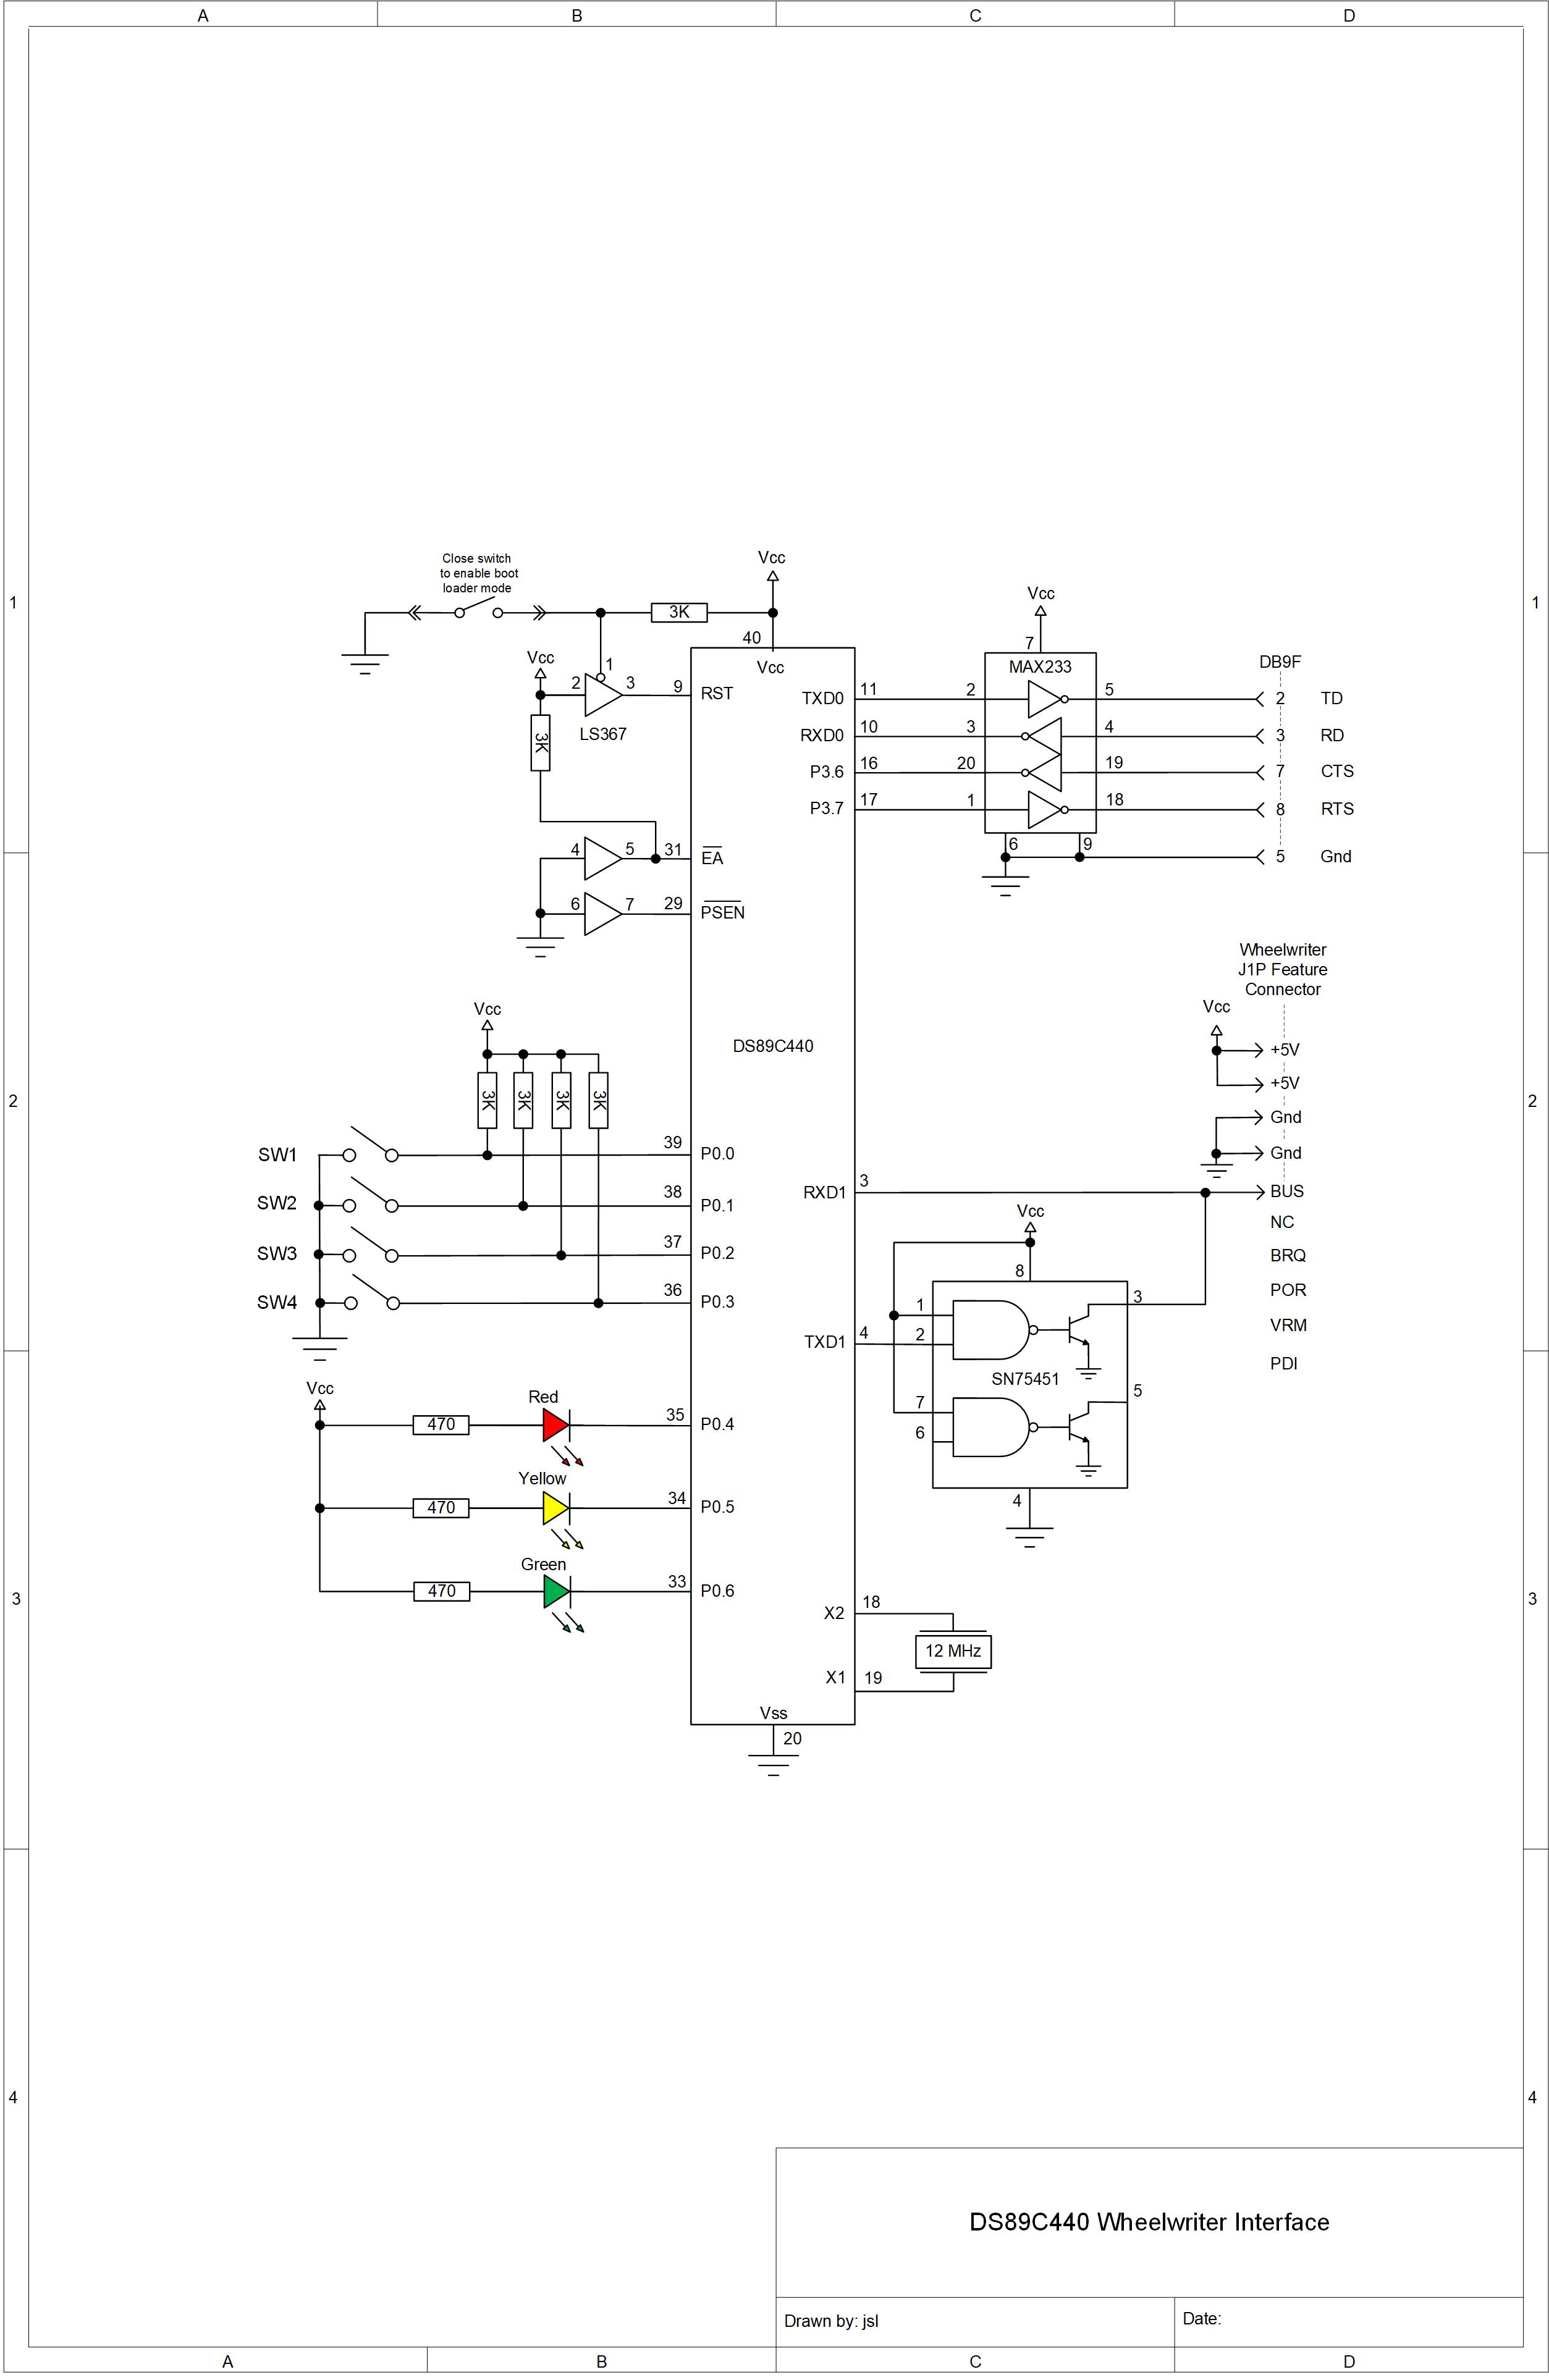 A B C D
Close switch
to enable boot
loader mode
Vcc
3K
40
Vcc
Vcc
7
MAX233
DB9F
Vcc
1
2 3 9 RST
LS367
3K
TXD0 11 2 5 2 TD
RXD0 10 3 4 3 RD
P3.6 16 20 19 7 CTS
P3.7 17 1 18 8 RTS
6 9 5 Gnd
4 5 31 EA
6 7 29 PSEN
1 1
Wheelwriter
J1P Feature
Connector
Vcc
+5V
+5V
Gnd
Gnd
BUS
NC
BRQ
POR
VRM
PDI
Vcc
DS89C440
3K 3K 3K 3K
2 2
SW1 39 P0.0
SW2 38 P0.1
SW3 37 P0.2
SW4 36 P0.3
RXD1 3
Vcc
8
1
2
3
TXD1 4
SN75451
7
6
5
4
Vcc
Red
470 35 P0.4
Yellow
470 34 P0.5
Green
470 33 P0.6
3 3
X2 18
12 MHz
X1 19
Vss
20
4 4
DS89C440 Wheelwriter Interface
Drawn by: jsl Date:
A B C D